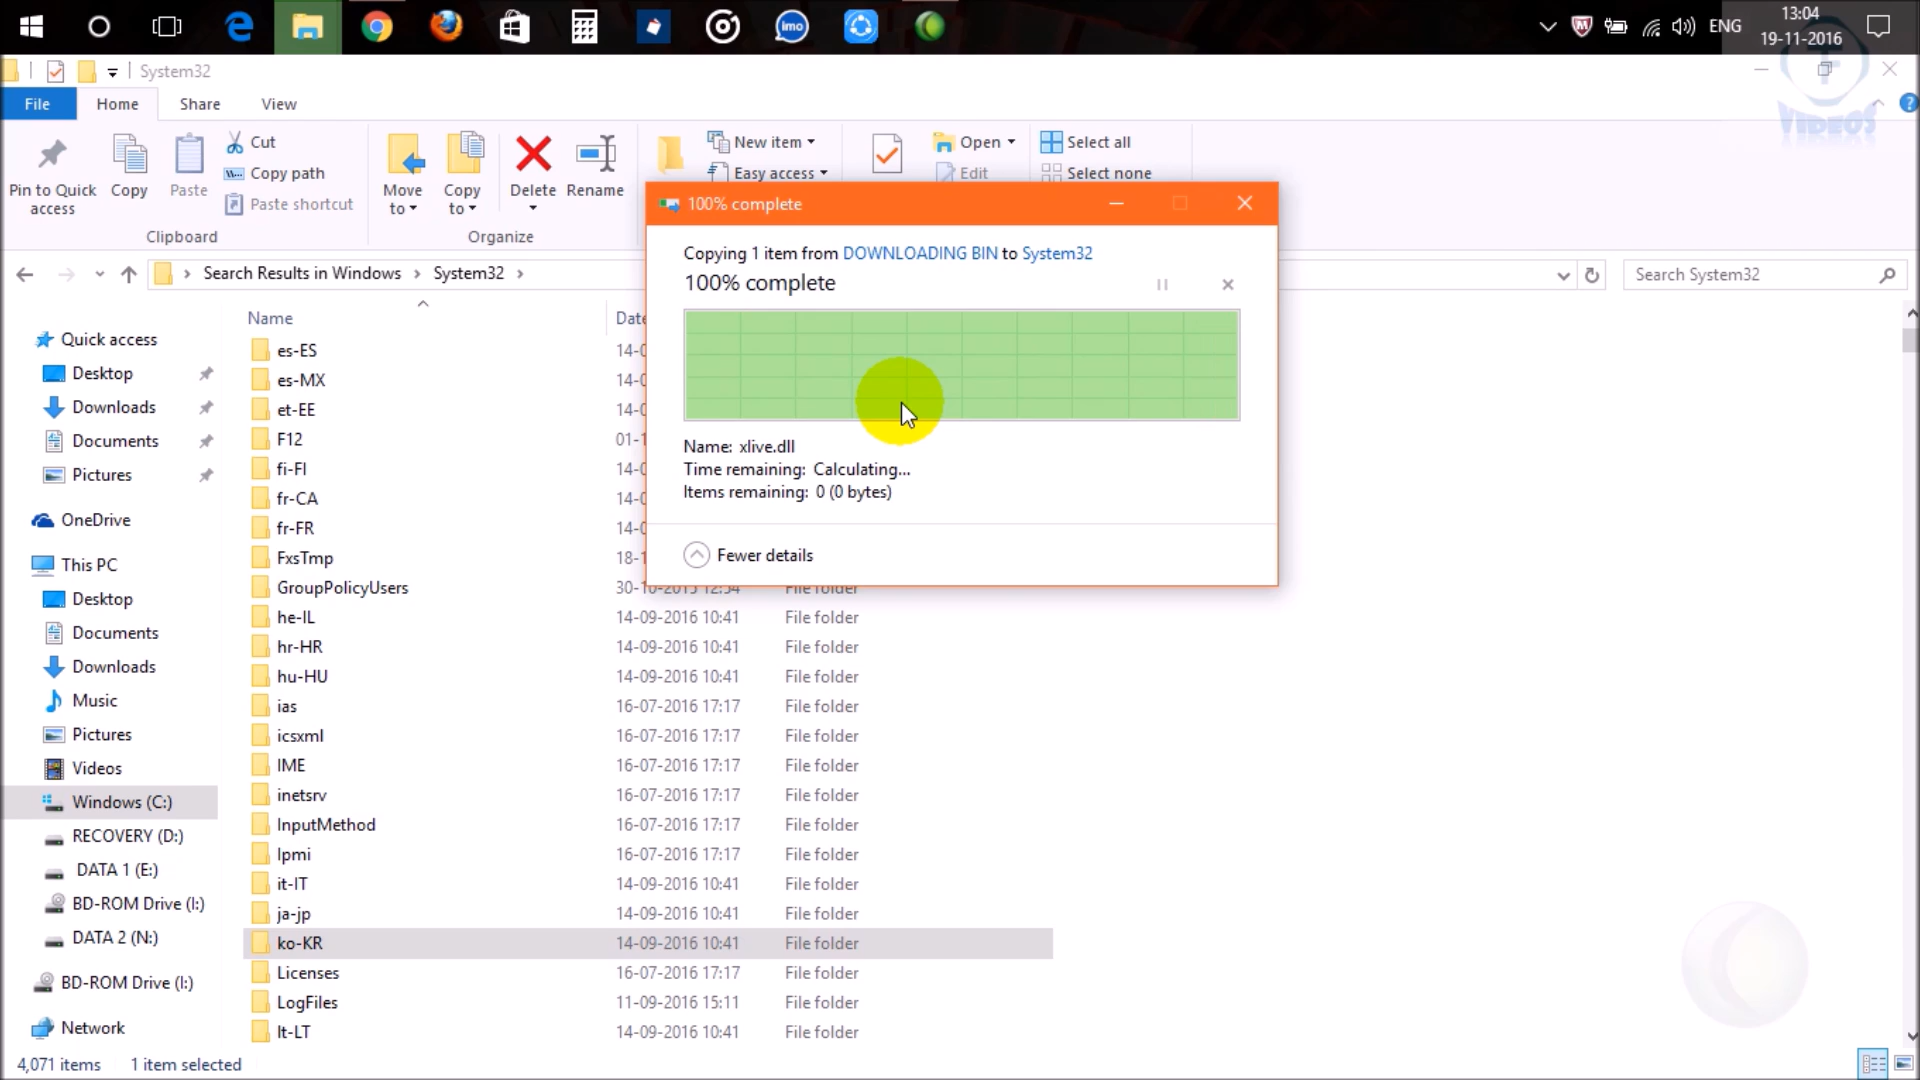 imo
ENG
13:04
19-11-2016
System32
VIDEOS
File
Home
Share
View
Pin to Quick access
Copy
Paste
Cut
Copy path
Paste shortcut
Clipboard
Move to
Copy to
Delete
Rename
Organize
New item
Easy access
Open
Edit
Select all
Select none
Search Results in Windows > System32 >
Search System32
100% complete
Copying 1 item from DOWNLOADING BIN to System32
100% complete
Name: xlive.dll
Time remaining: Calculating...
Items remaining: 0 (0 bytes)
Fewer details
Quick access
Desktop
Downloads
Documents
Pictures
OneDrive
This PC
Desktop
Documents
Downloads
Music
Pictures
Videos
Windows (C:)
RECOVERY (D:)
DATA 1 (E:)
BD-ROM Drive (I:)
DATA 2 (N:)
BD-ROM Drive (I:)
Network
Name
es-ES
es-MX
et-EE
F12
fi-FI
fr-CA
fr-FR
FxsTmp
GroupPolicyUsers
he-IL 14-09-2016 10:41 File folder
hr-HR 14-09-2016 10:41 File folder
hu-HU 14-09-2016 10:41 File folder
ias 16-07-2016 17:17 File folder
icsxml 16-07-2016 17:17 File folder
IME 16-07-2016 17:17 File folder
inetsrv 16-07-2016 17:17 File folder
InputMethod 16-07-2016 17:17 File folder
Ipmi 16-07-2016 17:17 File folder
it-IT 14-09-2016 10:41 File folder
ja-jp 14-09-2016 10:41 File folder
ko-KR 14-09-2016 10:41 File folder
Licenses 16-07-2016 17:17 File folder
LogFiles 11-09-2016 15:11 File folder
lt-LT 14-09-2016 10:41 File folder
4,071 items
1 item selected